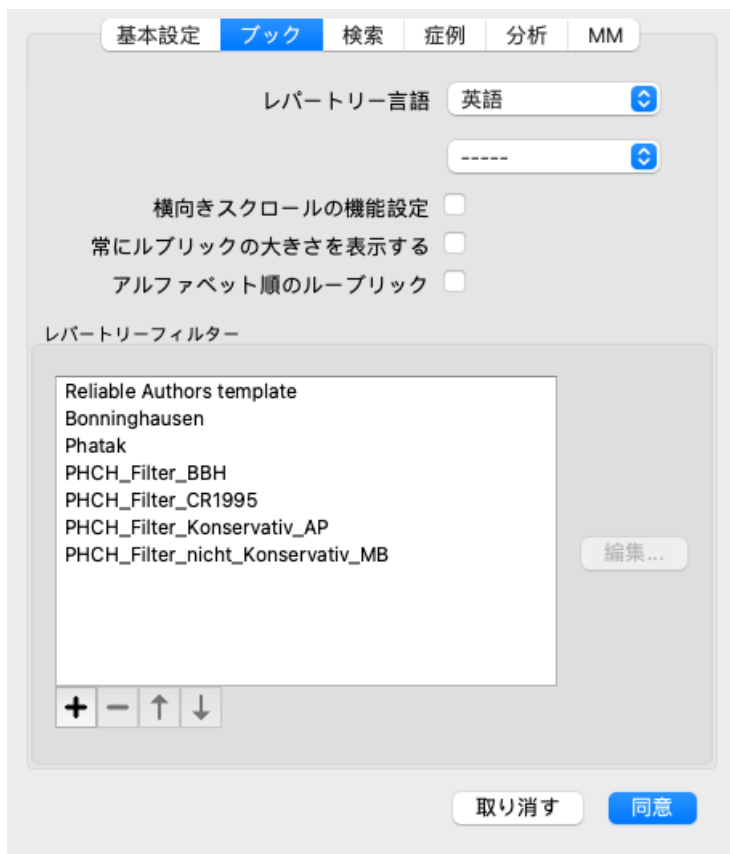 基本設定 ブック 検索 症例 分析 MM
レパートリー言語 英語
-----
横向きスクロールの機能設定
常にルブリックの大きさを表示する
アルファベット順のルーブリック
レパートリーフィルター
Reliable Authors template
Bonninghausen
Phatak
PHCH_Filter_BBH
PHCH_Filter_CR1995
PHCH_Filter_Konservativ_AP
PHCH_Filter_nicht_Konservativ_MB
編集...
取り消す 同意